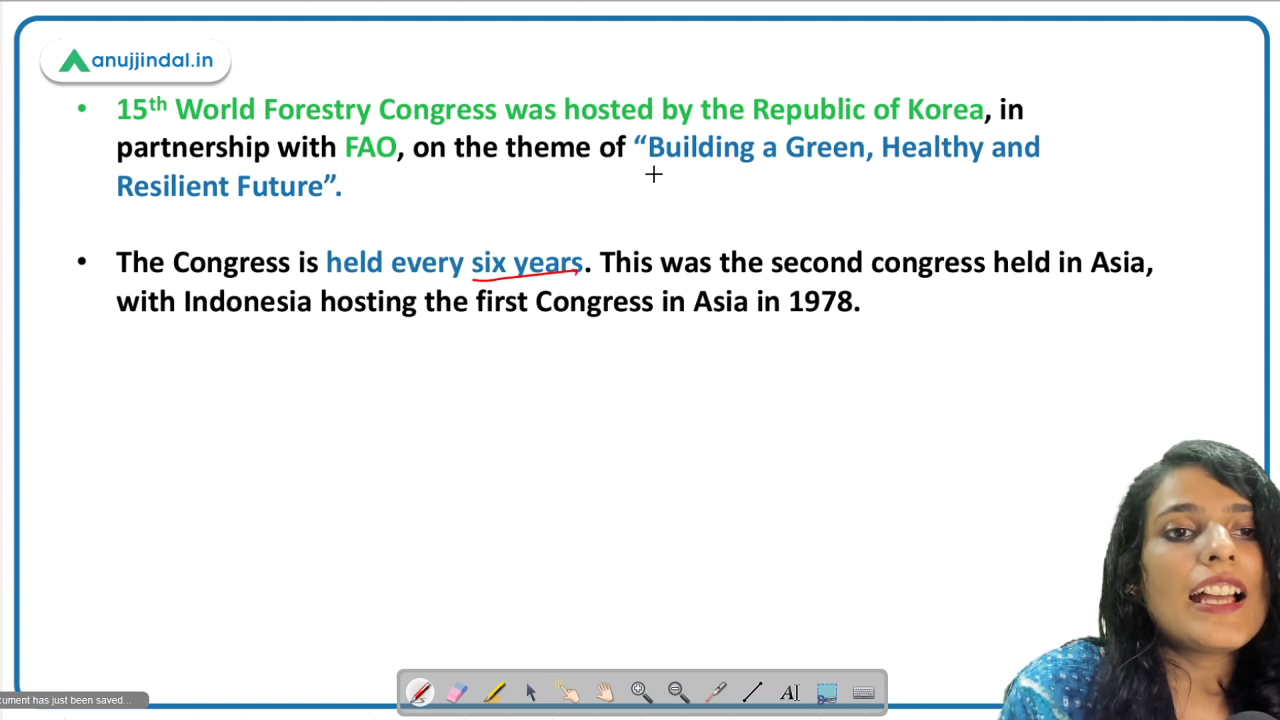 anujjindal.in
• 15th World Forestry Congress was hosted by the Republic of Korea, in
partnership with FAO, on the theme of “Building a Green, Healthy and
Resilient Future”.
• The Congress is held every six years. This was the second congress held in Asia,
with Indonesia hosting the first Congress in Asia in 1978.
AI
cument has just been saved...